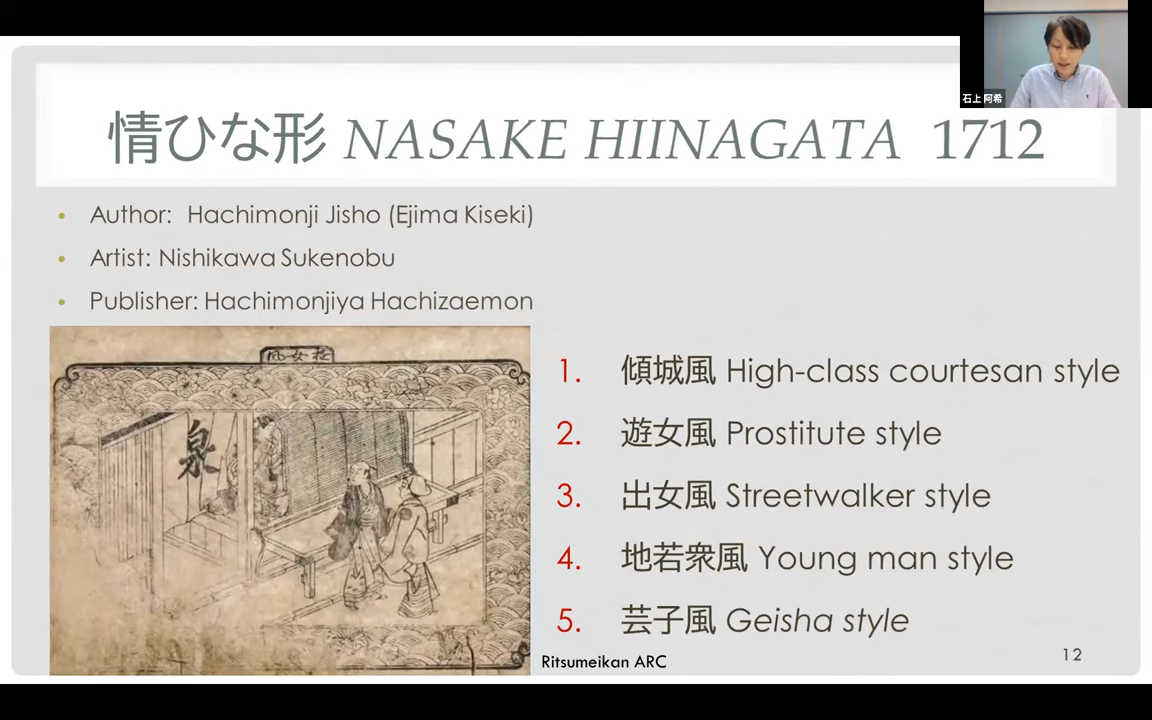 石上 阿希
情ひな形 NASAKE HIINAGATA 1712
• Author: Hachimonji Jisho (Ejima Kiseki)
• Artist: Nishikawa Sukenobu
• Publisher: Hachimonjiya Hachizaemon
風女遊
泉
1. 傾城風 High-class courtesan style
2. 遊女風 Prostitute style
3. 出女風 Streetwalker style
4. 地若衆風 Young man style
5. 芸子風 Geisha style
Ritsumeikan ARC
12